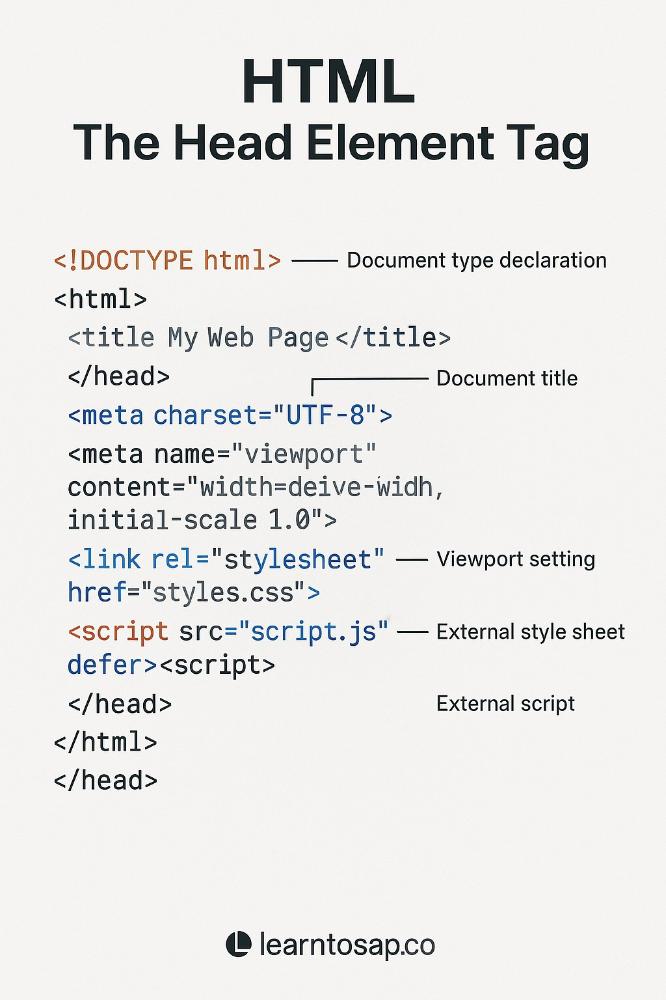 HTML
The Head Element Tag
<!DOCTYPE html> Document type declaration
<html>
<title My Web Page </title>
</head> Document title
<meta charset="UTF-8">
<meta name="viewport"
content="width=deive-widh,
initial-scale 1.0">
<link rel="stylesheet" Viewport setting
href="styles.css">
<script src="script.js" External style sheet
defer><script>
</head> External script
</html>
</head>
learntosap.co